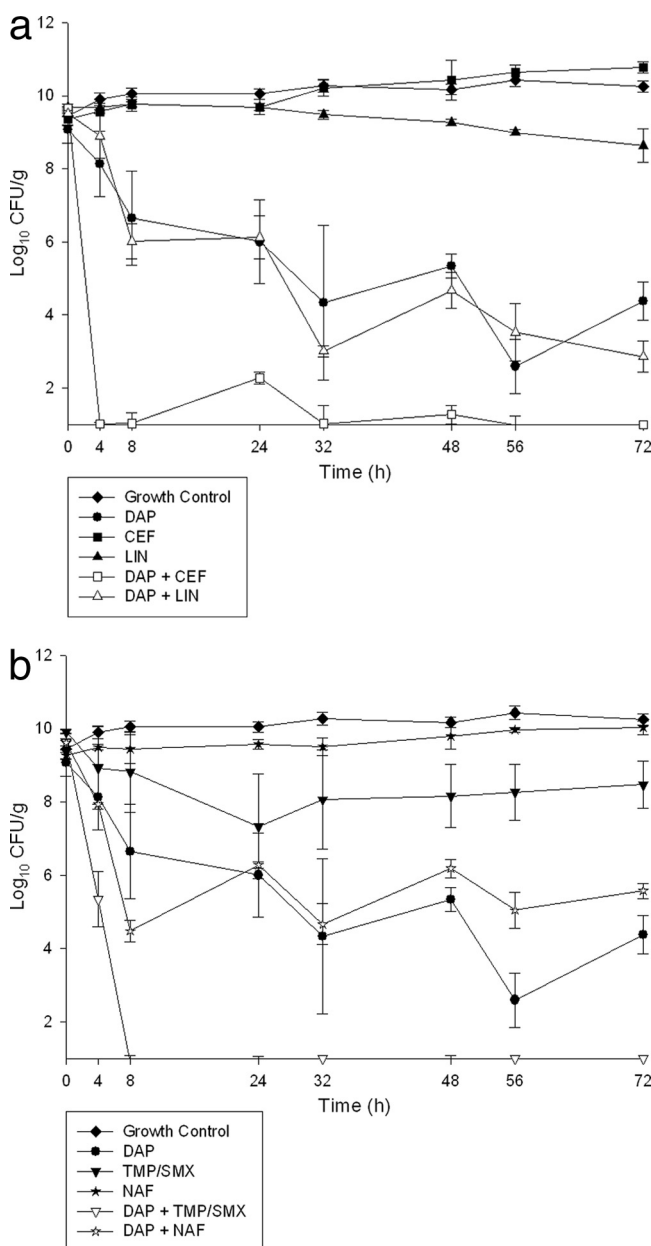 a
12
10
8
6
4
2
Log10 CFU/g
0 4 8 24 32 48 56 72
Time (h)
Growth Control
DAP
CEF
LIN
DAP + CEF
DAP + LIN
b
12
10
8
6
4
2
Log10 CFU/g
0 4 8 24 32 48 56 72
Time (h)
Growth Control
DAP
TMP/SMX
NAF
DAP + TMP/SMX
DAP + NAF